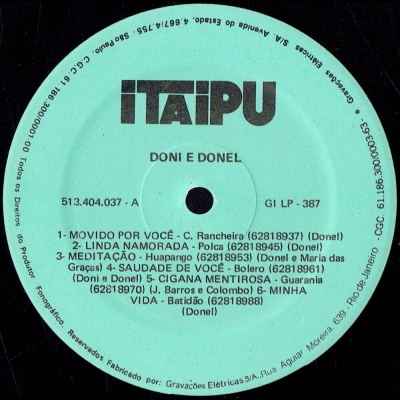 ITAIPU
DONI E DONEL
513.404.037 - A
GI LP - 387
1- MOVIDO POR VOCÊ - C. Rancheira (62818937) (Donel)
2- LINDA NAMORADA - Polca (62818945) (Donel)
3- MEDITAÇÃO - Huapango (62818953) (Donel e Maria das
Graças) 4- SAUDADE DE VOCÊ - Bolero (62818961)
(Doni e Donel) 5- CIGANA MENTIROSA - Guarania
(62818970) (J. Barros e Colombo) 6- MINHA
VIDA - Batidão (62818988)
(Donel)
Todos os Direitos do Produtor Fonográfico. Reservados Fabricado por: Gravações Elétricas S/A., Rua Aguiar Moreira, 639 - Rio de Janeiro - CGC. 61.186.300/0003-63.
e Gravações Elétricas S/A. Avenida do Estado, 4.667/4.755. São Paulo. C.G.C. 61.186.300/0001-00